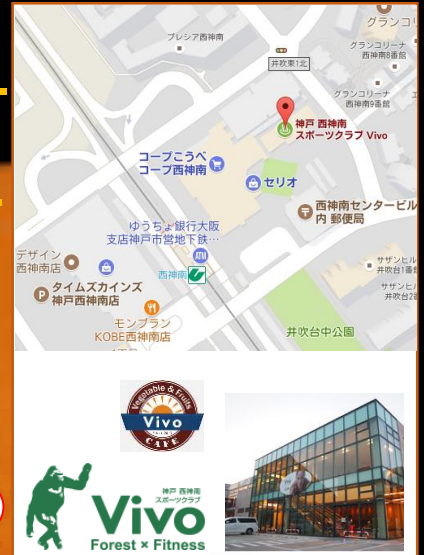 グランコリ
プレシア西神南
グランコリーナ
西神南8番館
井吹東1北
グランコリーナ
西神南9番館
神戸 西神南
スポーツクラブ Vivo
コープこうべ
コープ西神南
セリオ
西神南センタービル
内 郵便局
ゆうちょ銀行大阪
支店神戸市営地下鉄…
ATM
デザイン
西神南店
西神南
サザンヒル
井吹台1番
サザンヒル
井吹台2
P タイムズカインズ
神戸西神南店
モンブラン
KOBE西神南店
井吹台中公園
Vegetable & Fruits
Vivo
CAFE
神戸 西神南
スポーツクラブ
Vivo
Forest × Fitness